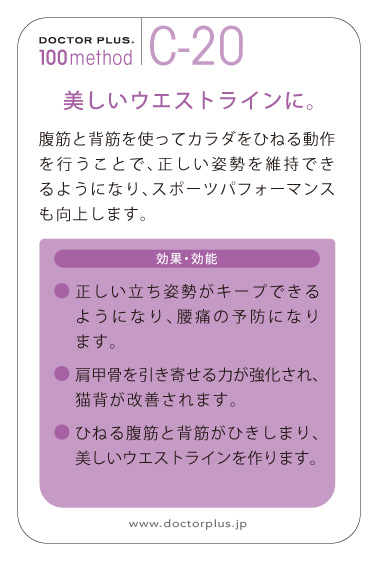 DOCTOR PLUS.
100method
C-20
美しいウエストラインに。
腹筋と背筋を使ってカラダをひねる動作
を行うことで、正しい姿勢を維持でき
るようになり、スポーツパフォーマンス
も向上します。
効果・効能
● 正しい立ち姿勢がキープできる
ようになり、腰痛の予防になり
ます。
● 肩甲骨を引き寄せる力が強化され、
猫背が改善されます。
● ひねる腹筋と背筋がひきしまり、
美しいウエストラインを作ります。
www.doctorplus.jp